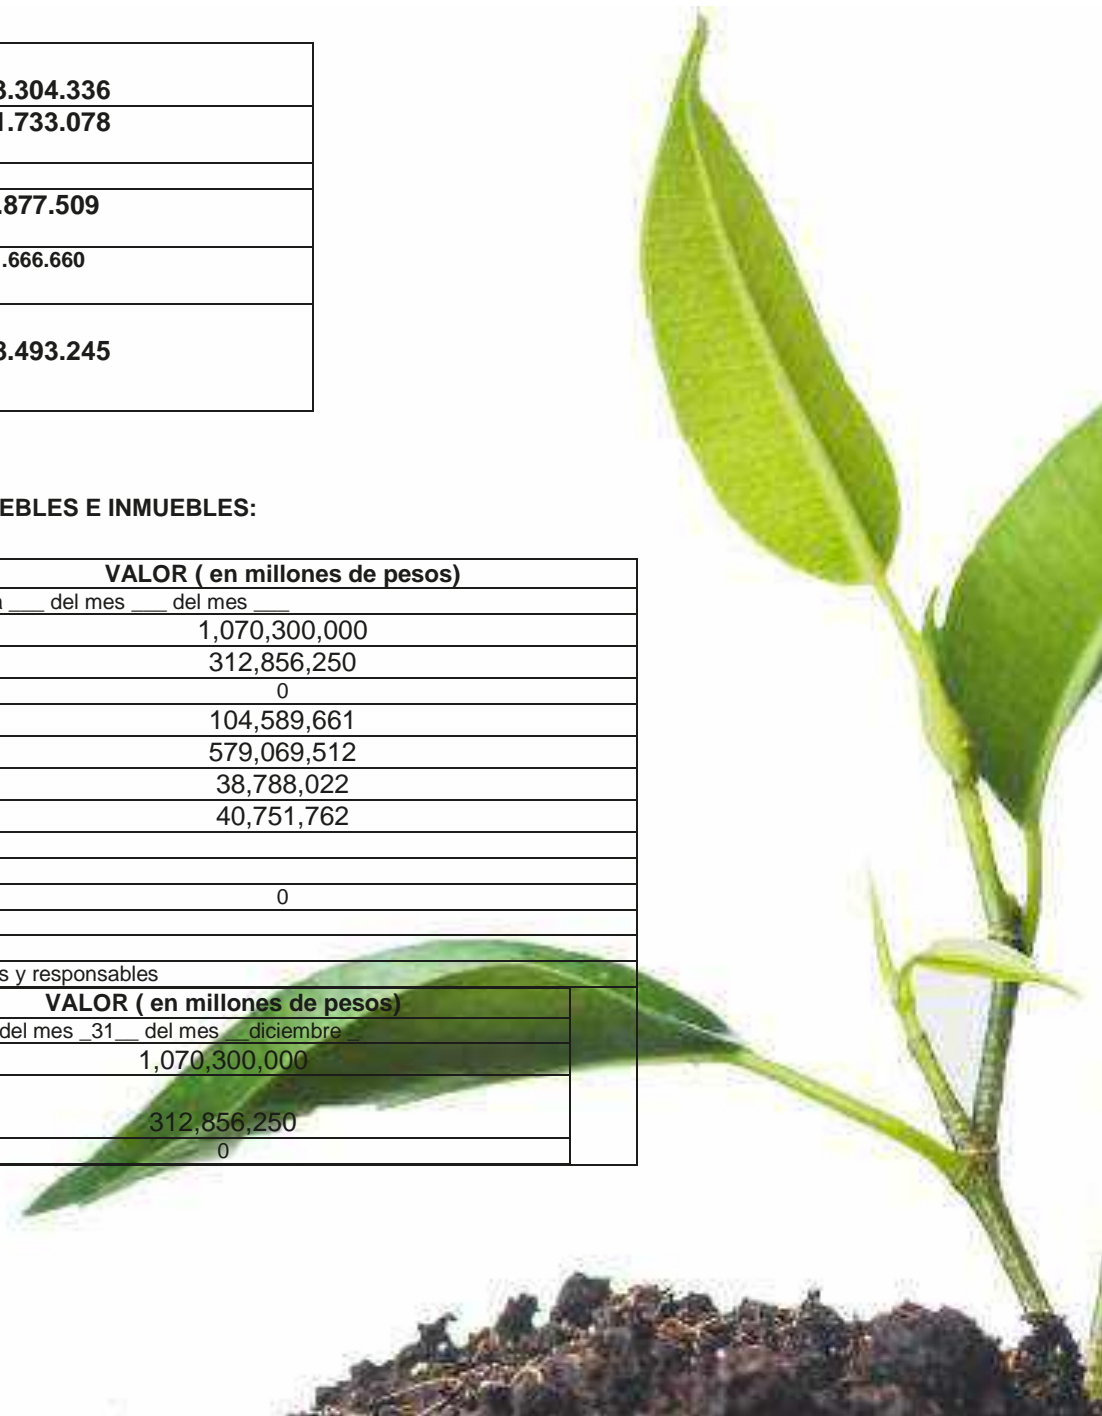 .304.336
.733.078
.877.509
.666.660
.493.245
EBLES E INMUEBLES:
VALOR ( en millones de pesos)
___ del mes ___ del mes ___
1,070,300,000
312,856,250
0
104,589,661
579,069,512
38,788,022
40,751,762
0
s y responsables
VALOR ( en millones de pesos)
del mes _31__ del mes __diciembre _
1,070,300,000
312,856,250
0